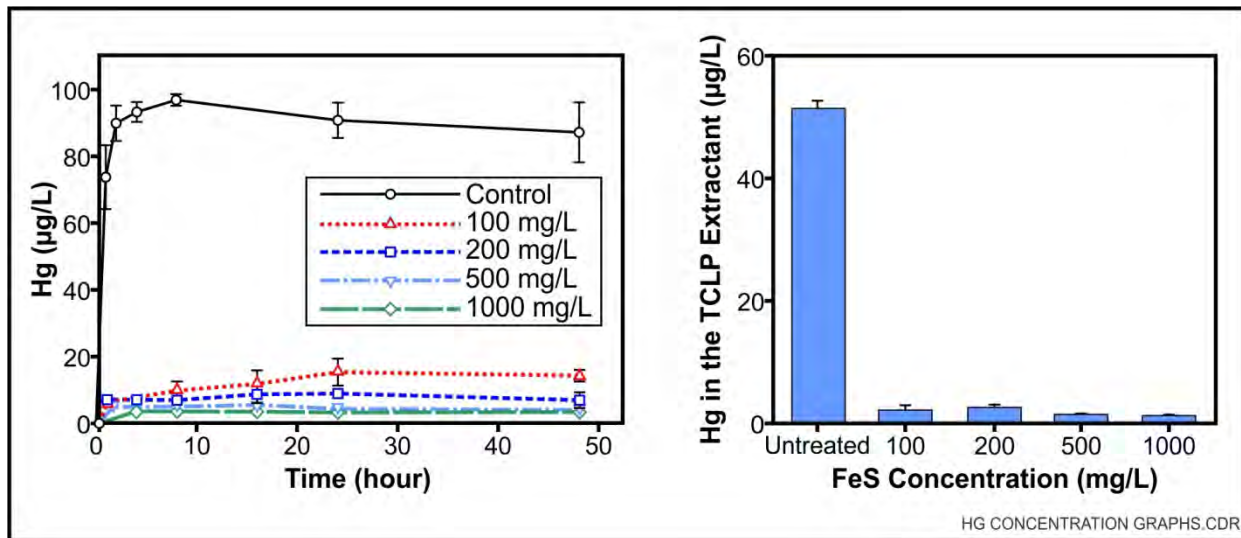 100
80
60
40
20
0
Hg (µg/L)
Control
100 mg/L
200 mg/L
500 mg/L
1000 mg/L
0 10 20 30 40 50
Time (hour)
60
40
20
0
Hg in the TCLP Extractant (µg/L)
Untreated 100 200 500 1000
FeS Concentration (mg/L)
HG CONCENTRATION GRAPHS.CDR